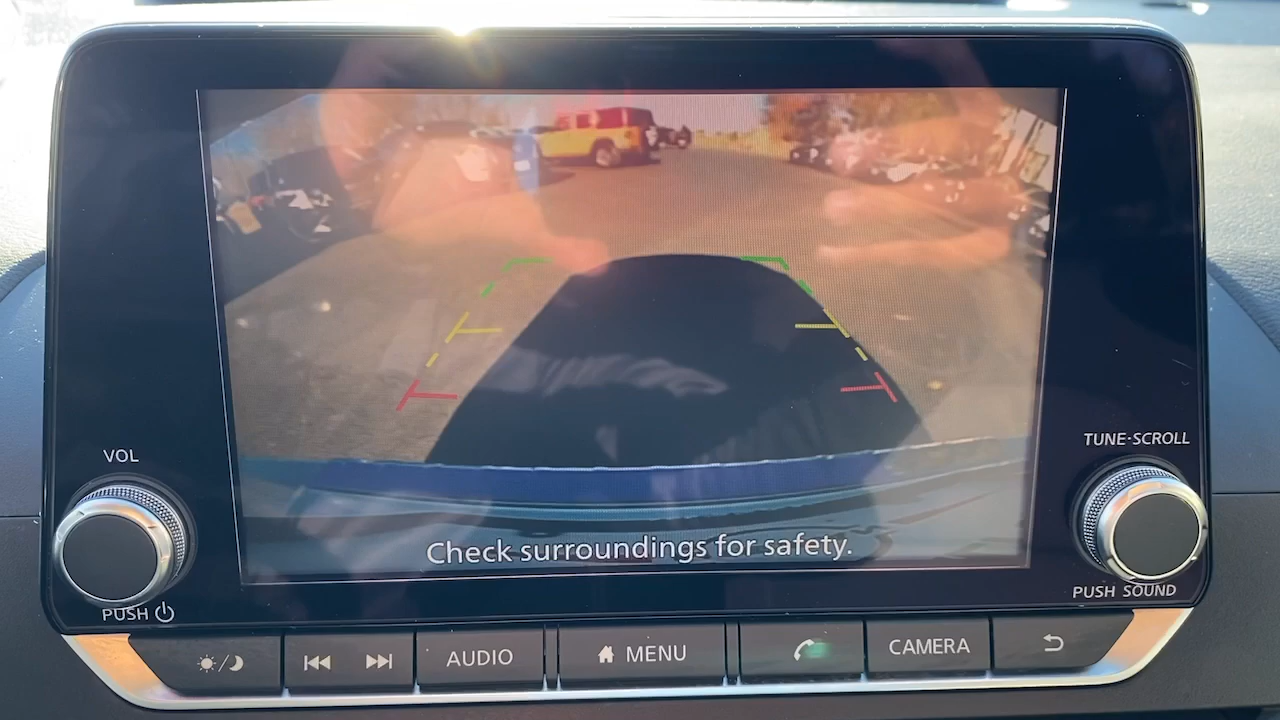 Check surroundings for safety.
VOL
TUNE·SCROLL
PUSH
PUSH SOUND
AUDIO
MENU
CAMERA